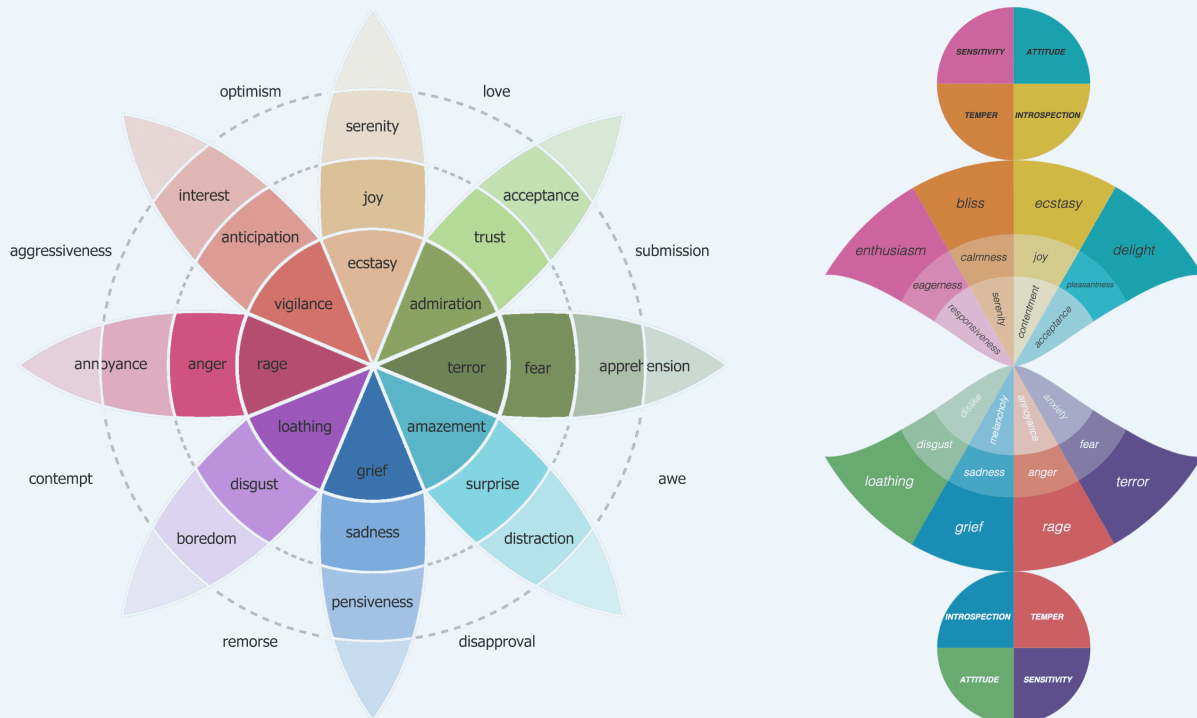 optimism
love
serenity
interest
joy
acceptance
anticipation
trust
aggressiveness
submission
ecstasy
vigilance
admiration
annoyance
anger
rage
terror
fear
apprehension
loathing
amazement
grief
disgust
surprise
contempt
awe
boredom
sadness
distraction
pensiveness
remorse
disapproval
SENSITIVITY
ATTITUDE
TEMPER
INTROSPECTION
bliss
ecstasy
enthusiasm
delight
calmness
joy
eagerness
pleasantness
serenity
contentment
responsiveness
acceptance
dislike
melancholy
annoyance
anxiety
disgust
fear
sadness
anger
loathing
terror
grief
rage
INTROSPECTION
TEMPER
ATTITUDE
SENSITIVITY